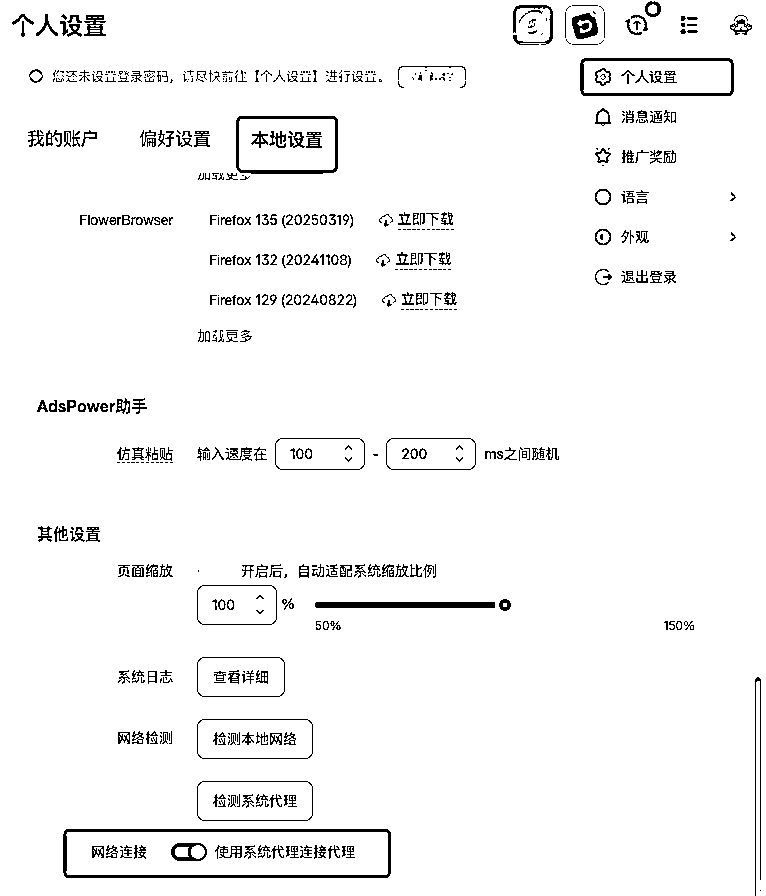 个人设置
您还未设置登录密码，请尽快前往【个人设置】进行设置。
个人设置
消息通知
推广奖励
语言
外观
退出登录
我的账户 偏好设置 本地设置
加载更多
FlowerBrowser Firefox 135 (20250319) 立即下载
Firefox 132 (20241108) 立即下载
Firefox 129 (20240822) 立即下载
加载更多
AdsPower助手
仿真粘贴 输入速度在 100 - 200 ms之间随机
其他设置
页面缩放 开启后，自动适配系统缩放比例
100 %
50% 150%
系统日志 查看详细
网络检测 检测本地网络
检测系统代理
网络连接 使用系统代理连接代理